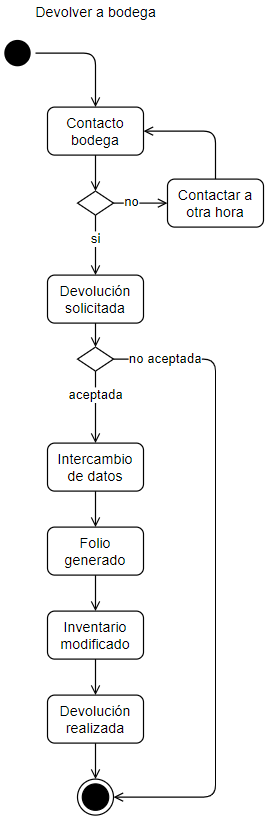 Devolver a bodega
Contacto
bodega
no
Contactar a
otra hora
si
Devolución
solicitada
no aceptada
aceptada
Intercambio
de datos
Folio
generado
Inventario
modificado
Devolución
realizada